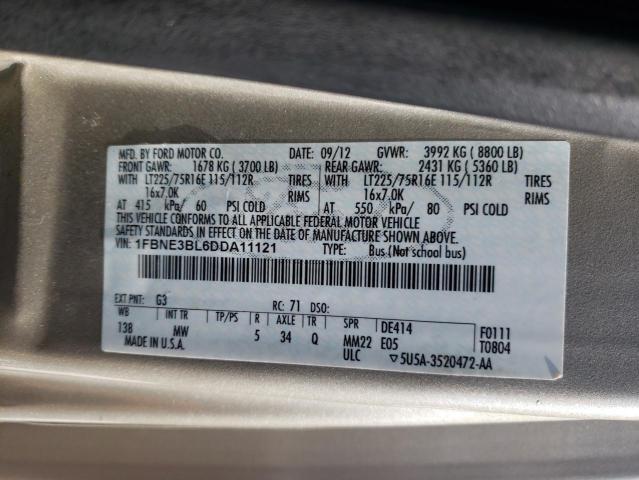 MFD. BY FORD MOTOR CO. DATE: 09/12 GVWR: 3992 KG ( 8800 LB)
FRONT GAWR: 1678 KG ( 3700 LB) REAR GAWR: 2431 KG ( 5360 LB)
WITH LT225/75R16E 115/112R TIRES WITH LT225/75R16E 115/112R TIRES
16x7.0K RIMS 16x7.0K RIMS
AT 415 kPa/ 60 PSI COLD AT 550 kPa/ 80 PSI COLD
THIS VEHICLE CONFORMS TO ALL APPLICABLE FEDERAL MOTOR VEHICLE
SAFETY STANDARDS IN EFFECT ON THE DATE OF MANUFACTURE SHOWN ABOVE.
VIN: 1FBNE3BL6DDA11121 TYPE: Bus (Not school bus)
EXT PNT: G3 RC: 71 DSO:
WB INT TR TP/PS R AXLE TR SPR DE414 F0111
138 MW 5 34 Q MM22 E05 T0804
MADE IN U.S.A. ULC ▽5U5A-3520472-AA